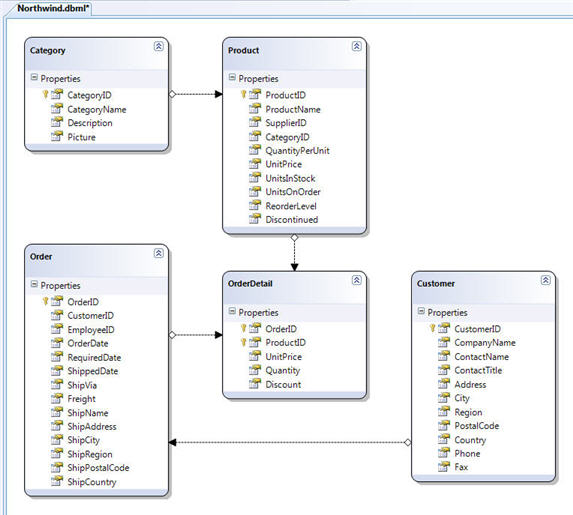 Northwind.dbml*
Category
Properties
CategoryID
CategoryName
Description
Picture
Product
Properties
ProductID
ProductName
SupplierID
CategoryID
QuantityPerUnit
UnitPrice
UnitsInStock
UnitsOnOrder
ReorderLevel
Discontinued
Order
Properties
OrderID
CustomerID
EmployeeID
OrderDate
RequiredDate
ShippedDate
ShipVia
Freight
ShipName
ShipAddress
ShipCity
ShipRegion
ShipPostalCode
ShipCountry
OrderDetail
Properties
OrderID
ProductID
UnitPrice
Quantity
Discount
Customer
Properties
CustomerID
CompanyName
ContactName
ContactTitle
Address
City
Region
PostalCode
Country
Phone
Fax